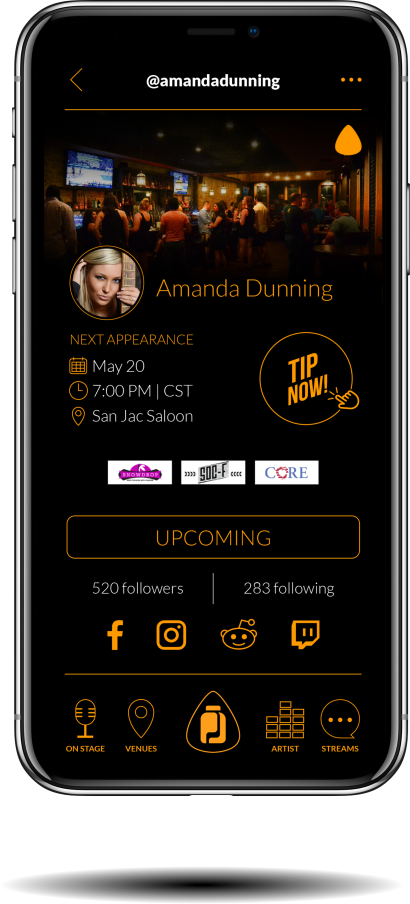 @amandadunning
Amanda Dunning
NEXT APPEARANCE
May 20
7:00 PM | CST
San Jac Saloon
TIP
NOW!
SNOWDROP
SOC-F
CORE
UPCOMING
520 followers
283 following
ON STAGE
VENUES
ARTIST
STREAMS